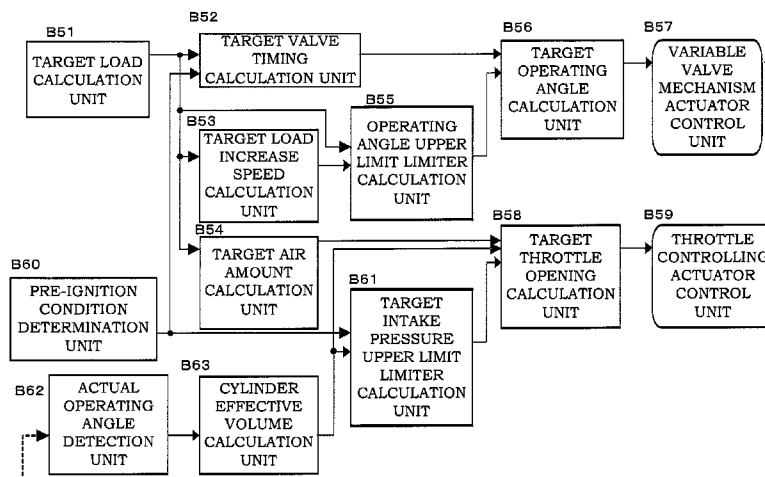 B51
TARGET LOAD
CALCULATION
UNIT
B52
TARGET VALVE
TIMING
CALCULATION UNIT
B53
TARGET LOAD
INCREASE
SPEED
CALCULATION
UNIT
B54
TARGET AIR
AMOUNT
CALCULATION
UNIT
B55
OPERATING
ANGLE UPPER
LIMIT LIMITER
CALCULATION
UNIT
B56
TARGET
OPERATING
ANGLE
CALCULATION
UNIT
B57
VARIABLE
VALVE
MECHANISM
ACTUATOR
CONTROL
UNIT
B58
TARGET
THROTTLE
OPENING
CALCULATION
UNIT
B59
THROTTLE
CONTROLLING
ACTUATOR
CONTROL
UNIT
B60
PRE-IGNITION
CONDITION
DETERMINATION
UNIT
B61
TARGET
INTAKE
PRESSURE
UPPER LIMIT
LIMITER
CALCULATION
UNIT
B62
ACTUAL
OPERATING
ANGLE
DETECTION
UNIT
B63
CYLINDER
EFFECTIVE
VOLUME
CALCULATION
UNIT